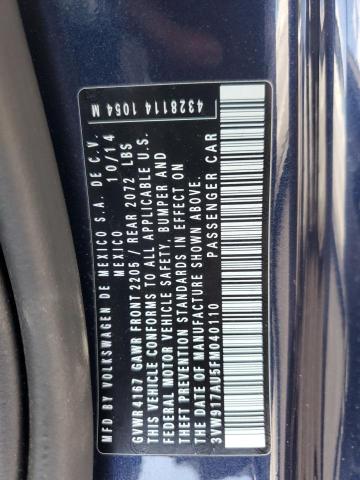 4328114 1054 M
MFD BY VOLKSWAGEN DE MEXICO S.A. DE C.V.
MEXICO 10/14
GVWR 4167 GAWR FRONT 2205 / REAR 2072 LBS
THIS VEHICLE CONFORMS TO ALL APPLICABLE U.S.
FEDERAL MOTOR VEHICLE SAFETY, BUMPER AND
THEFT PREVENTION STANDARDS IN EFFECT ON
THE DATE OF MANUFACTURE SHOWN ABOVE.
3VW917AU5FM040110 PASSENGER CAR